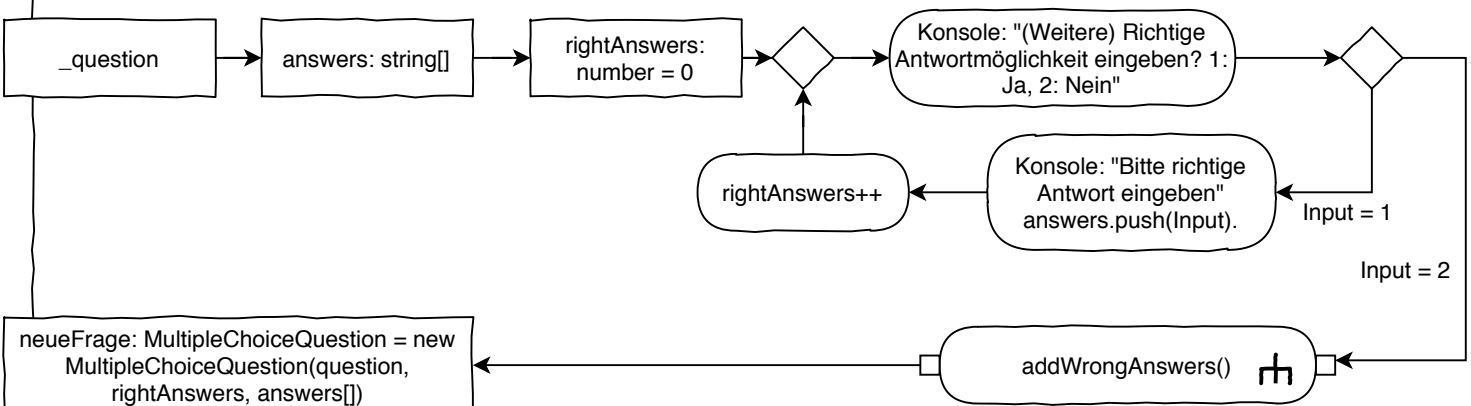 _question
answers: string[]
rightAnswers:
number = 0
Konsole: "(Weitere) Richtige
Antwortmöglichkeit eingeben? 1:
Ja, 2: Nein"
rightAnswers++
Konsole: "Bitte richtige
Antwort eingeben"
answers.push(Input).
Input = 1
Input = 2
neueFrage: MultipleChoiceQuestion = new
MultipleChoiceQuestion(question,
rightAnswers, answers[])
addWrongAnswers()